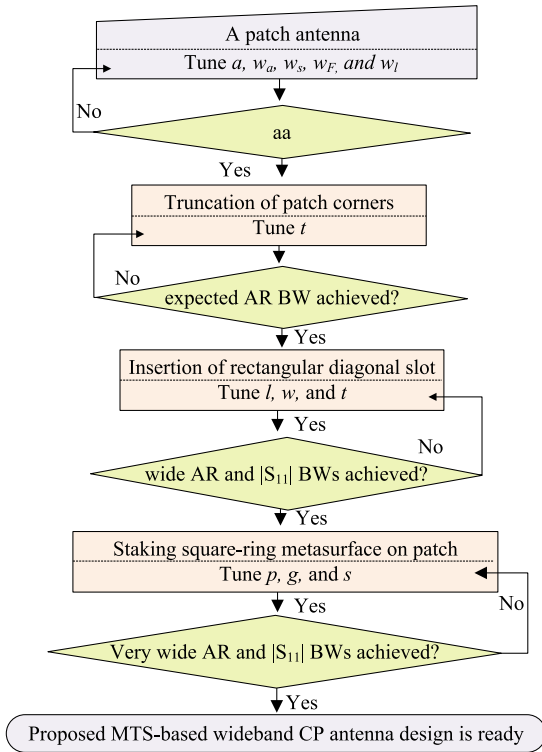 A patch antenna
Tune a, wₐ, wₛ, w_F, and w_l
No
aa
Yes
Truncation of patch corners
Tune t
No
expected AR BW achieved?
Yes
Insertion of rectangular diagonal slot
Tune l, w, and t
Yes
No
wide AR and |S₁₁| BWs achieved?
Yes
Staking square-ring metasurface on patch
Tune p, g, and s
Yes
No
Very wide AR and |S₁₁| BWs achieved?
Yes
Proposed MTS-based wideband CP antenna design is ready